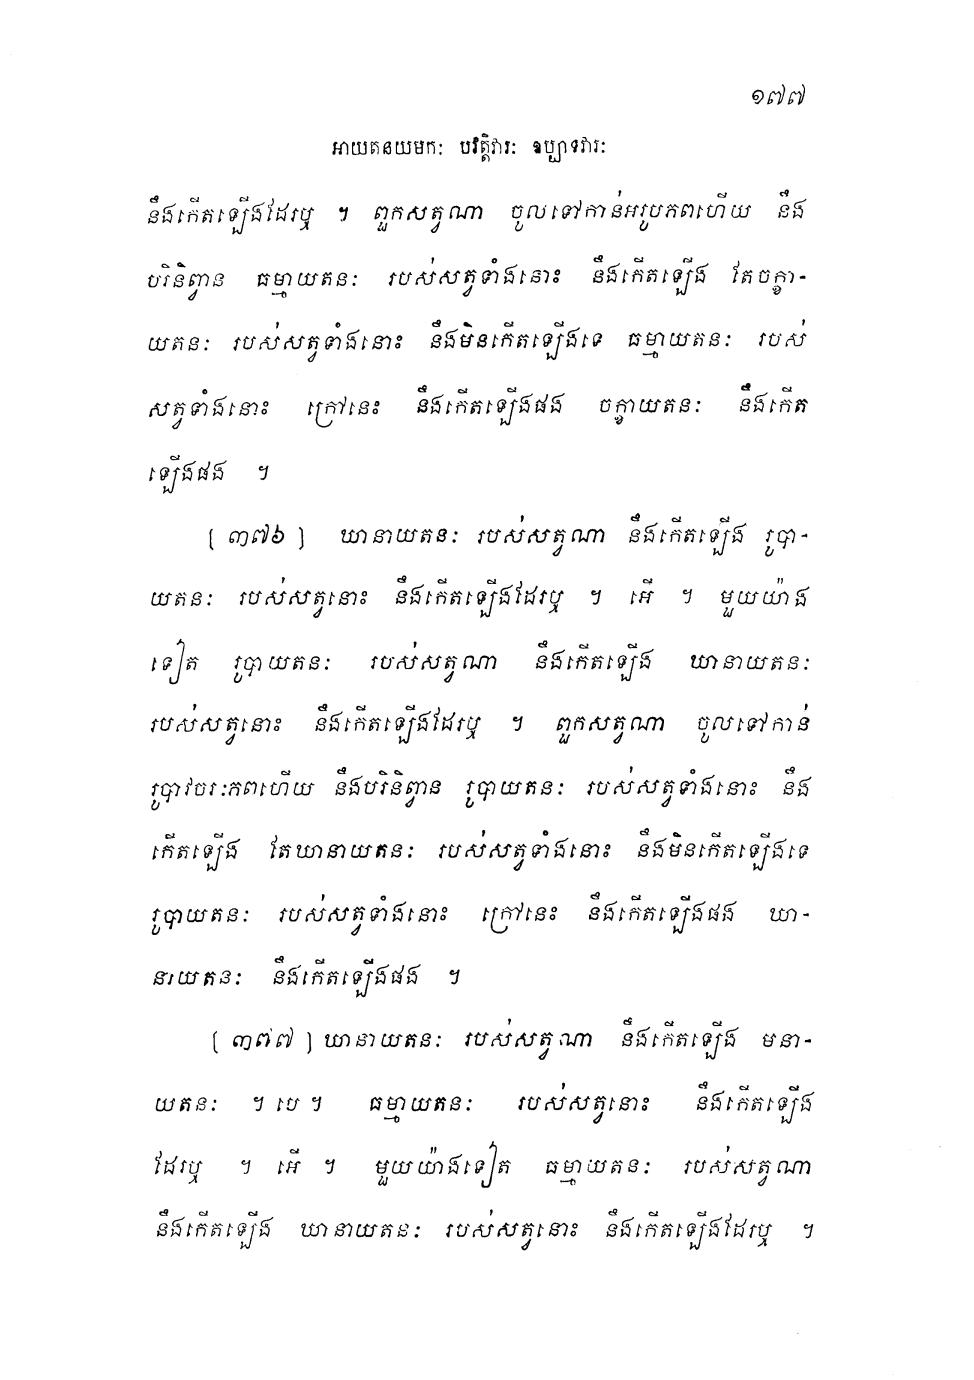 ១៧៧
អាយតនយមកៈ បវត្តិវារៈ ឧប្បាទវារៈ
នឹងកើតឡើងដែរឬ ។ ពួកសត្វណា ចូលទៅកាន់អរូបភពហើយ នឹង
បរិនិព្វាន ធម្មាយតនៈ របស់សត្វទាំងនោះ នឹងកើតឡើង តែចក្ខា-
យតនៈ របស់សត្វទាំងនោះ នឹងមិនកើតឡើងទេ ធម្មាយតនៈ របស់
សត្វទាំងនោះ ក្រៅនេះ នឹងកើតឡើងផង ចក្ខាយតនៈ នឹងកើត
ឡើងផង ។
[ ៣៧៦ ] ឃានាយតនៈ របស់សត្វណា នឹងកើតឡើង រូបា-
យតនៈ របស់សត្វនោះ នឹងកើតឡើងដែរឬ ។ អើ ។ មួយយ៉ាង
ទៀត រូបាយតនៈ របស់សត្វណា នឹងកើតឡើង ឃានាយតនៈ
របស់សត្វនោះ នឹងកើតឡើងដែរឬ ។ ពួកសត្វណា ចូលទៅកាន់
រូបាវចរៈភពហើយ នឹងបរិនិព្វាន រូបាយតនៈ របស់សត្វទាំងនោះ នឹង
កើតឡើង តែឃានាយតនៈ របស់សត្វទាំងនោះ នឹងមិនកើតឡើងទេ
រូបាយតនៈ របស់សត្វទាំងនោះ ក្រៅនេះ នឹងកើតឡើងផង ឃា-
នាយតនៈ នឹងកើតឡើងផង ។
[ ៣៧៧ ] ឃានាយតនៈ របស់សត្វណា នឹងកើតឡើង មនា-
យតនៈ ។ បេ ។ ធម្មាយតនៈ របស់សត្វនោះ នឹងកើតឡើង
ដែរឬ ។ អើ ។ មួយយ៉ាងទៀត ធម្មាយតនៈ របស់សត្វណា
នឹងកើតឡើង ឃានាយតនៈ របស់សត្វនោះ នឹងកើតឡើងដែរឬ ។